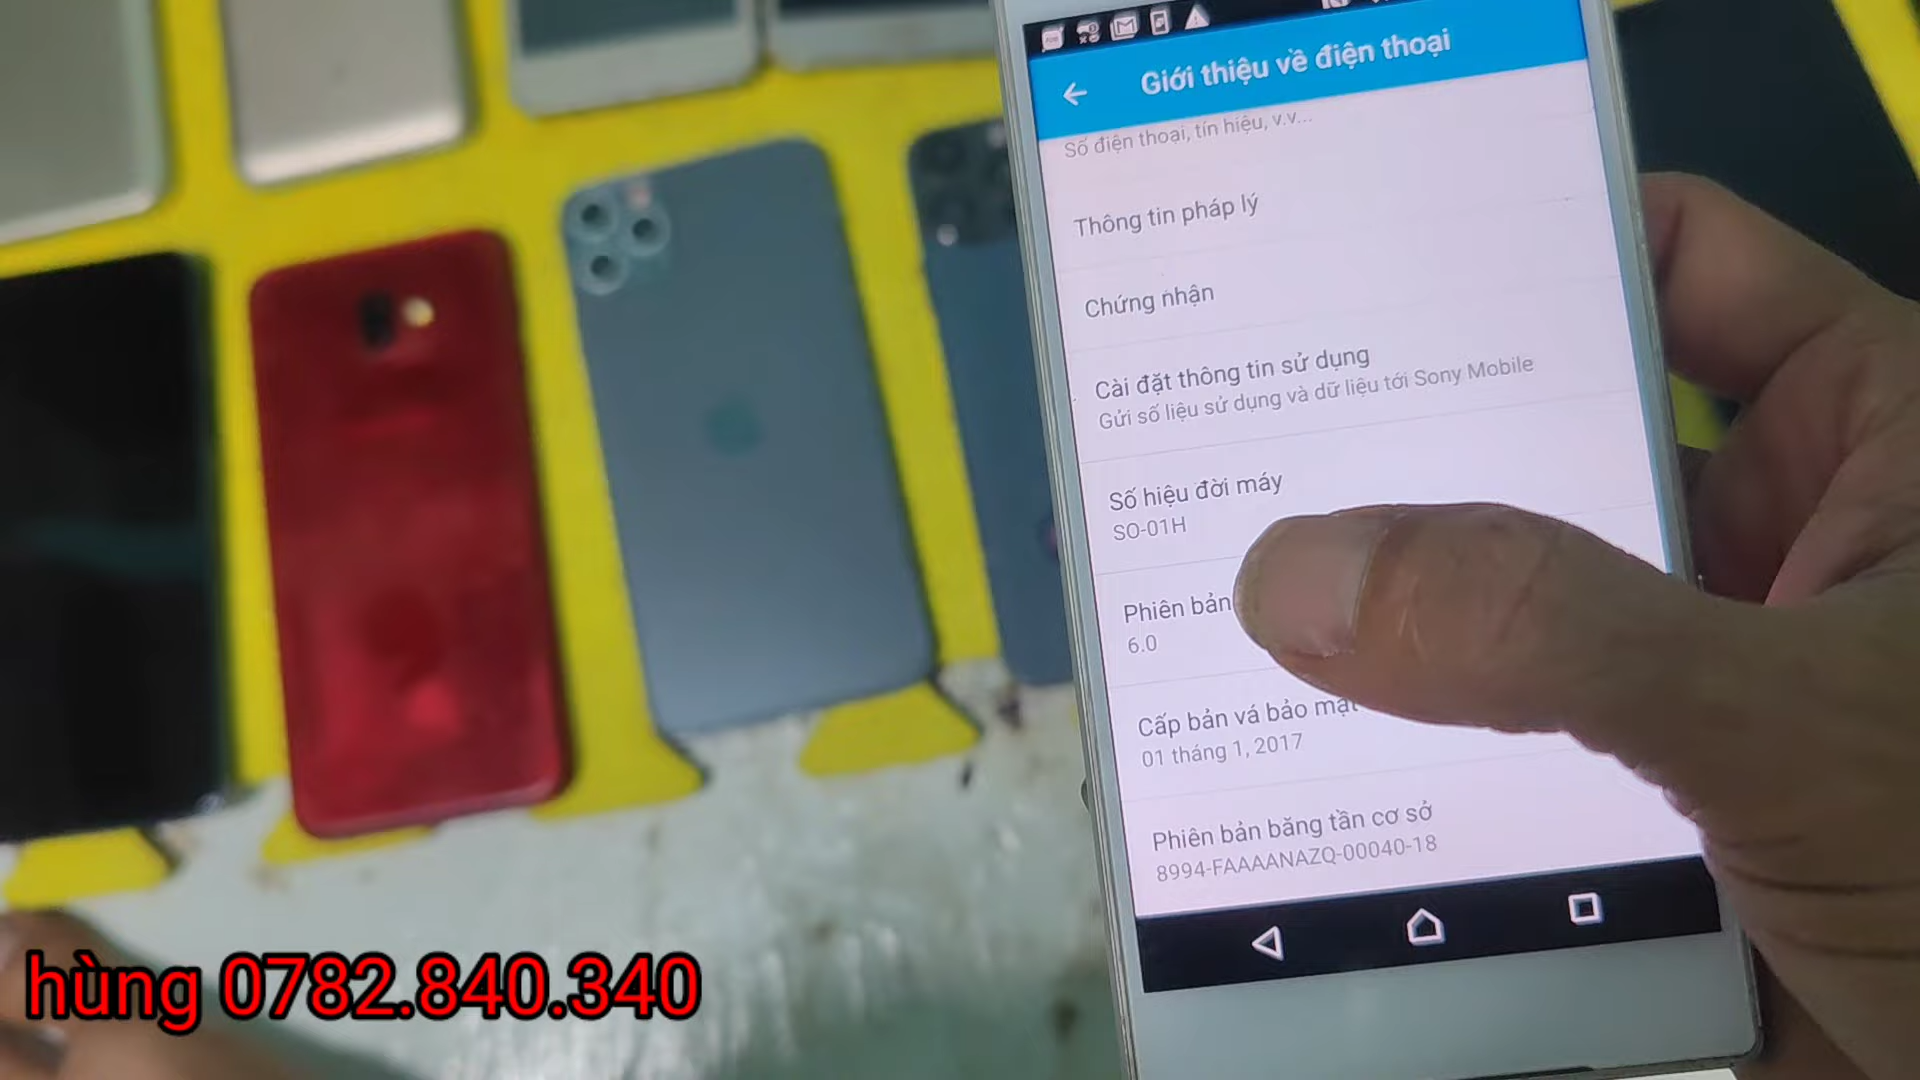 Giới thiệu về điện thoại
Số điện thoại, tín hiệu, v.v...
Thông tin pháp lý
Chứng nhận
Cài đặt thông tin sử dụng
Gửi số liệu sử dụng và dữ liệu tới Sony Mobile
Số hiệu đời máy
SO-01H
Phiên bản
6.0
Cấp bản vá bảo mật
01 tháng 1, 2017
Phiên bản băng tần cơ sở
8994-FAAAANAZQ-00040-18
hùng 0782.840.340